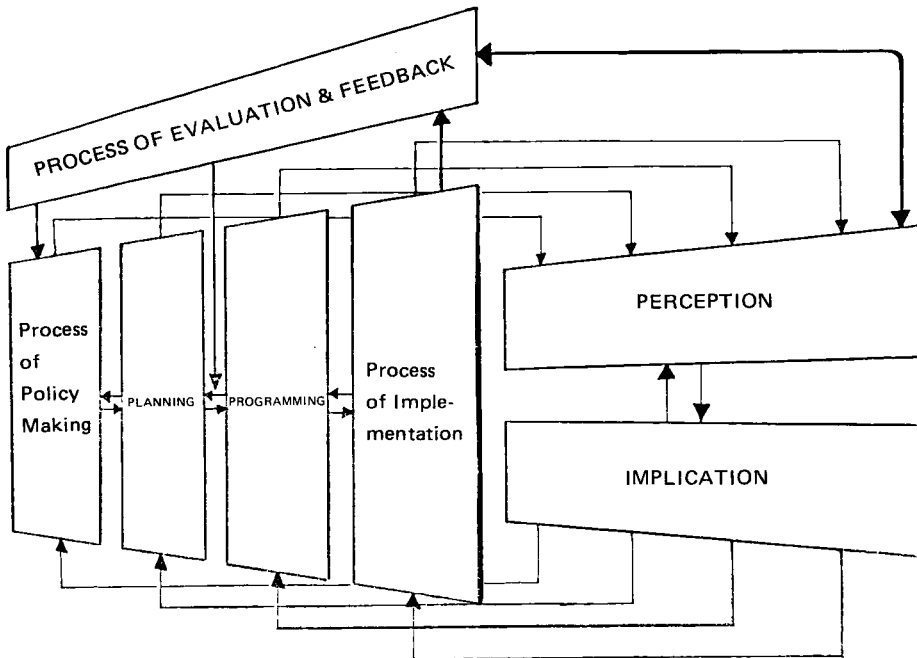 PROCESS OF EVALUATION & FEEDBACK
Process
of
Policy
Making
PLANNING
PROGRAMMING
Process
of Imple-
mentation
PERCEPTION
IMPLICATION